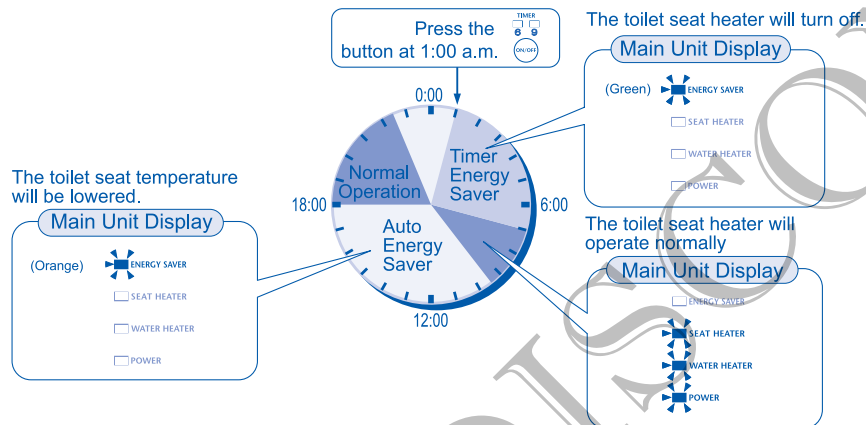 Press the
button at 1:00 a.m.
TIMER
6 9
ON/OFF
The toilet seat heater will turn off.
Main Unit Display
(Green)
ENERGY SAVER
SEAT HEATER
WATER HEATER
POWER
0:00
Timer
Energy
Saver
6:00
Normal
Operation
18:00
Auto
Energy
Saver
12:00
The toilet seat temperature
will be lowered.
Main Unit Display
(Orange)
ENERGY SAVER
SEAT HEATER
WATER HEATER
POWER
The toilet seat heater will
operate normally
Main Unit Display
ENERGY SAVER
SEAT HEATER
WATER HEATER
POWER